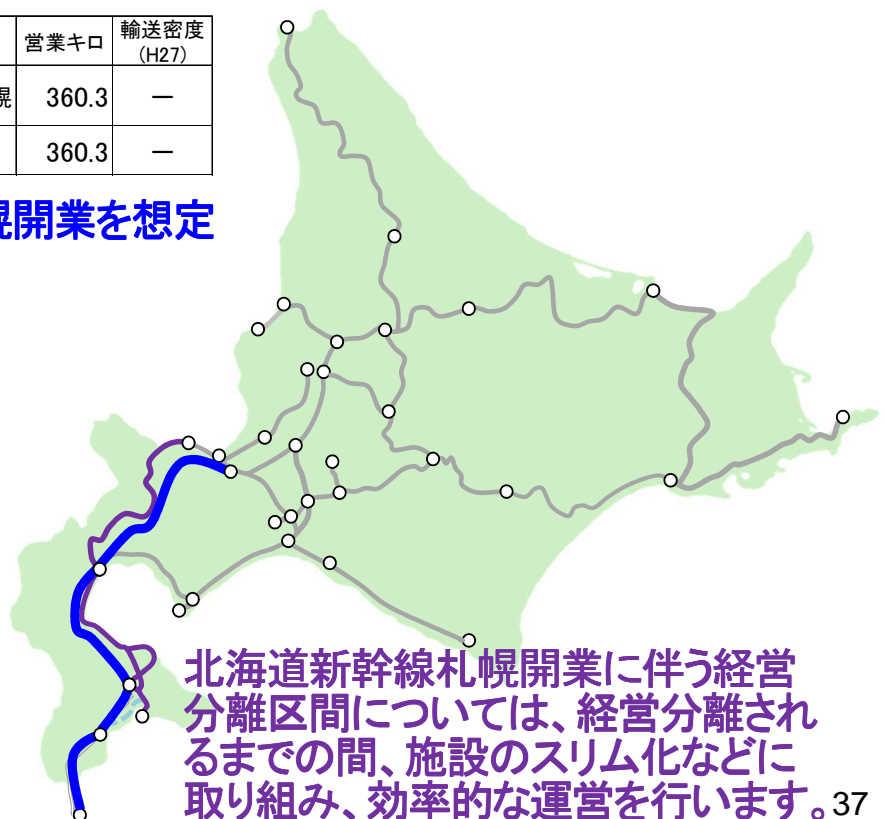 営業キロ 輸送密度
(H27)
幌 360.3 －
360.3 －
幌開業を想定
北海道新幹線札幌開業に伴う経営
分離区間については、経営分離され
るまでの間、施設のスリム化などに
取り組み、効率的な運営を行います。
37